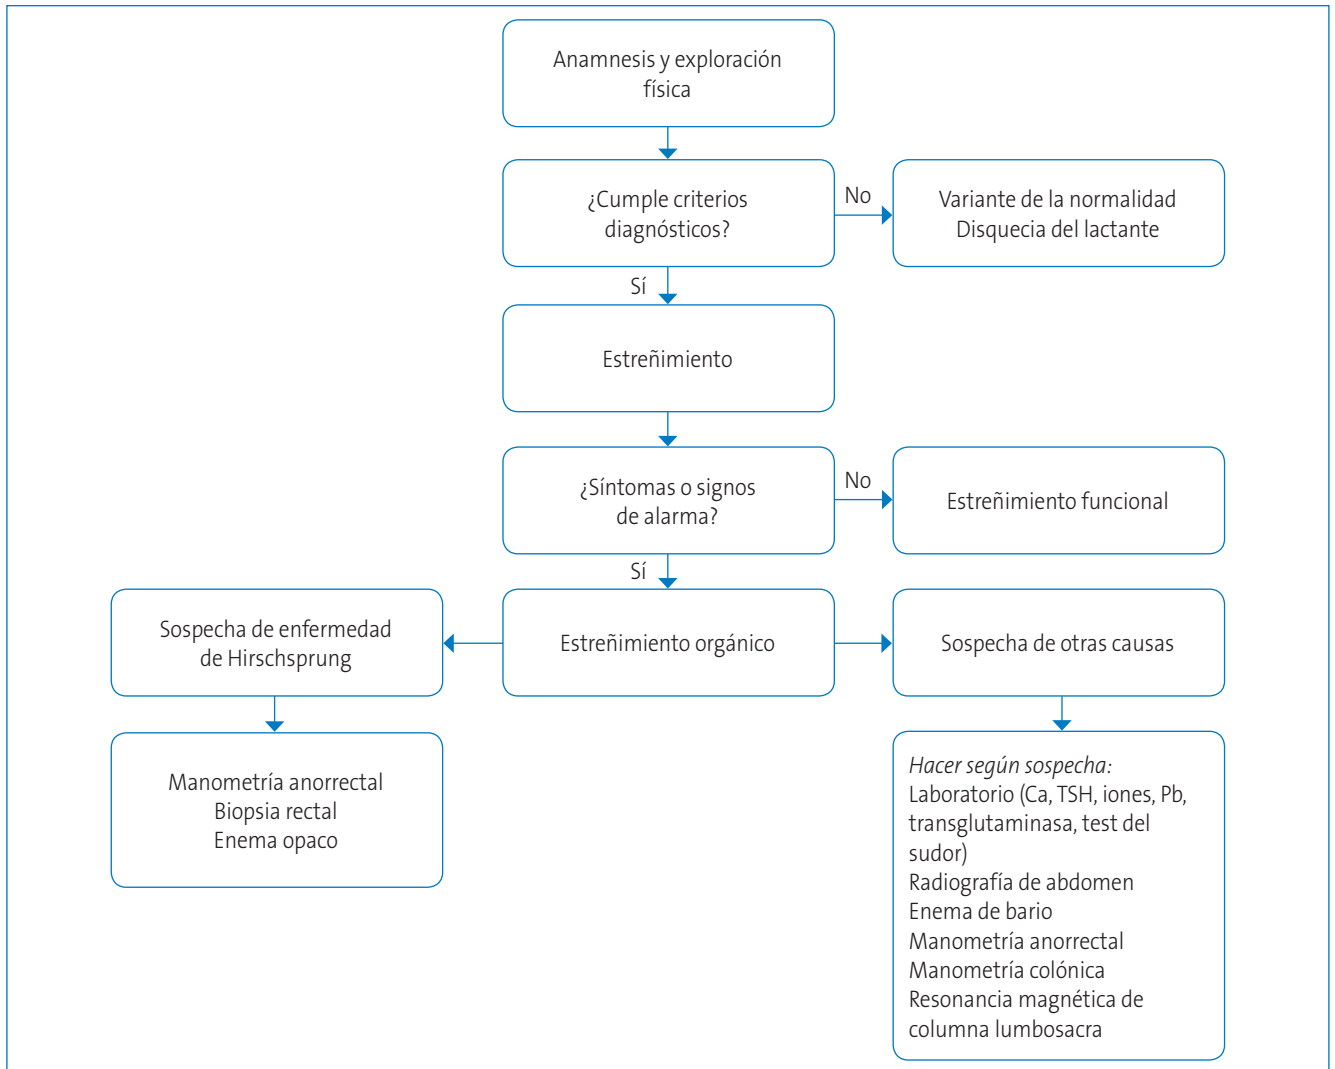 Anamnesis y exploración
física
¿Cumple criterios
diagnósticos?
No
Variante de la normalidad
Disquecia del lactante
Sí
Estreñimiento
¿Síntomas o signos
de alarma?
No
Estreñimiento funcional
Sí
Sospecha de enfermedad
de Hirschsprung
Estreñimiento orgánico
Sospecha de otras causas
Manometría anorrectal
Biopsia rectal
Enema opaco
Hacer según sospecha:
Laboratorio (Ca, TSH, iones, Pb,
transglutaminasa, test del
sudor)
Radiografía de abdomen
Enema de bario
Manometría anorrectal
Manometría colónica
Resonancia magnética de
columna lumbosacra